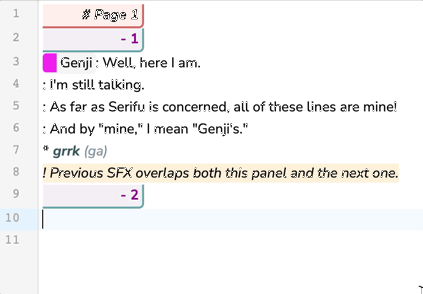 1 # Page 1
2 - 1
3 Genji : Well, here I am.
4 : I'm still talking.
5 : As far as Serifu is concerned, all of these lines are mine!
6 : And by "mine," I mean "Genji's."
7 * grrk (ga)
8 ! Previous SFX overlaps both this panel and the next one.
9 - 2
10
11